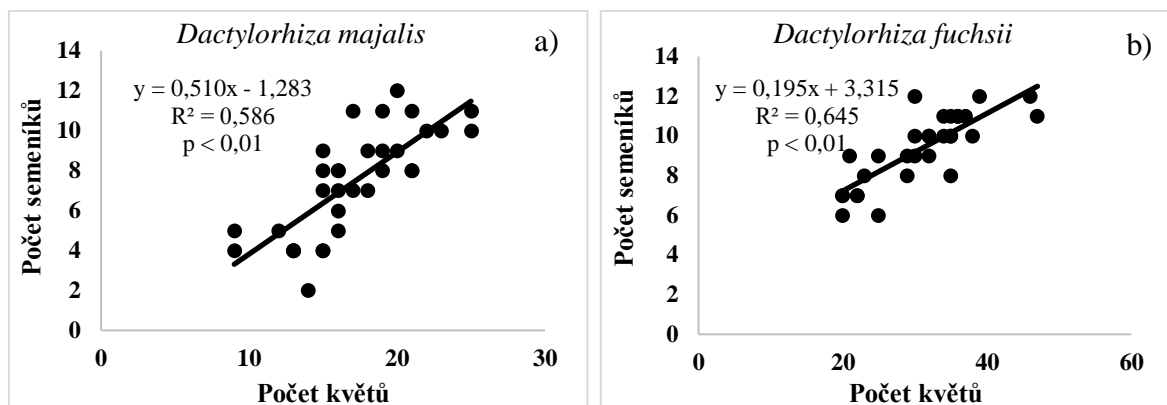 Dactylorhiza majalis
a)
y = 0,510x - 1,283
R² = 0,586
p < 0,01
Počet semeníků
14
12
10
8
6
4
2
0
0
10
20
30
Počet květů
Dactylorhiza fuchsii
b)
y = 0,195x + 3,315
R² = 0,645
p < 0,01
Počet semeníků
14
12
10
8
6
4
2
0
0
20
40
60
Počet květů